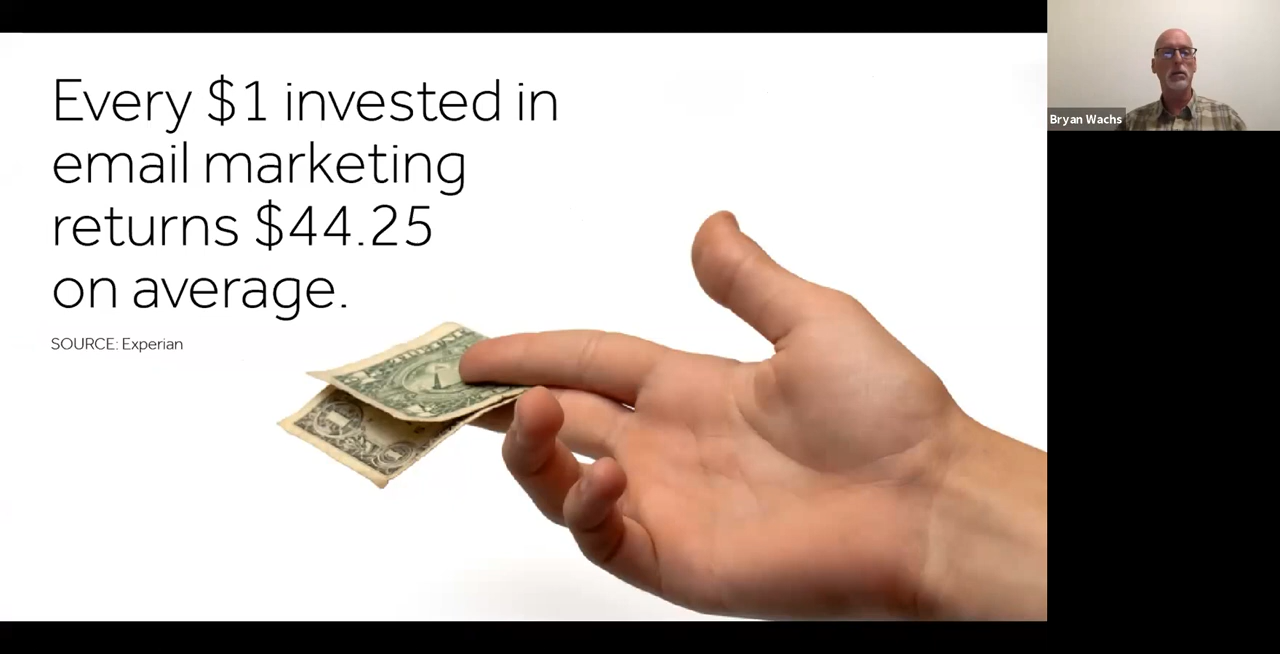 Every $1 invested in
email marketing
returns $44.25
on average.
SOURCE: Experian
Bryan Wachs